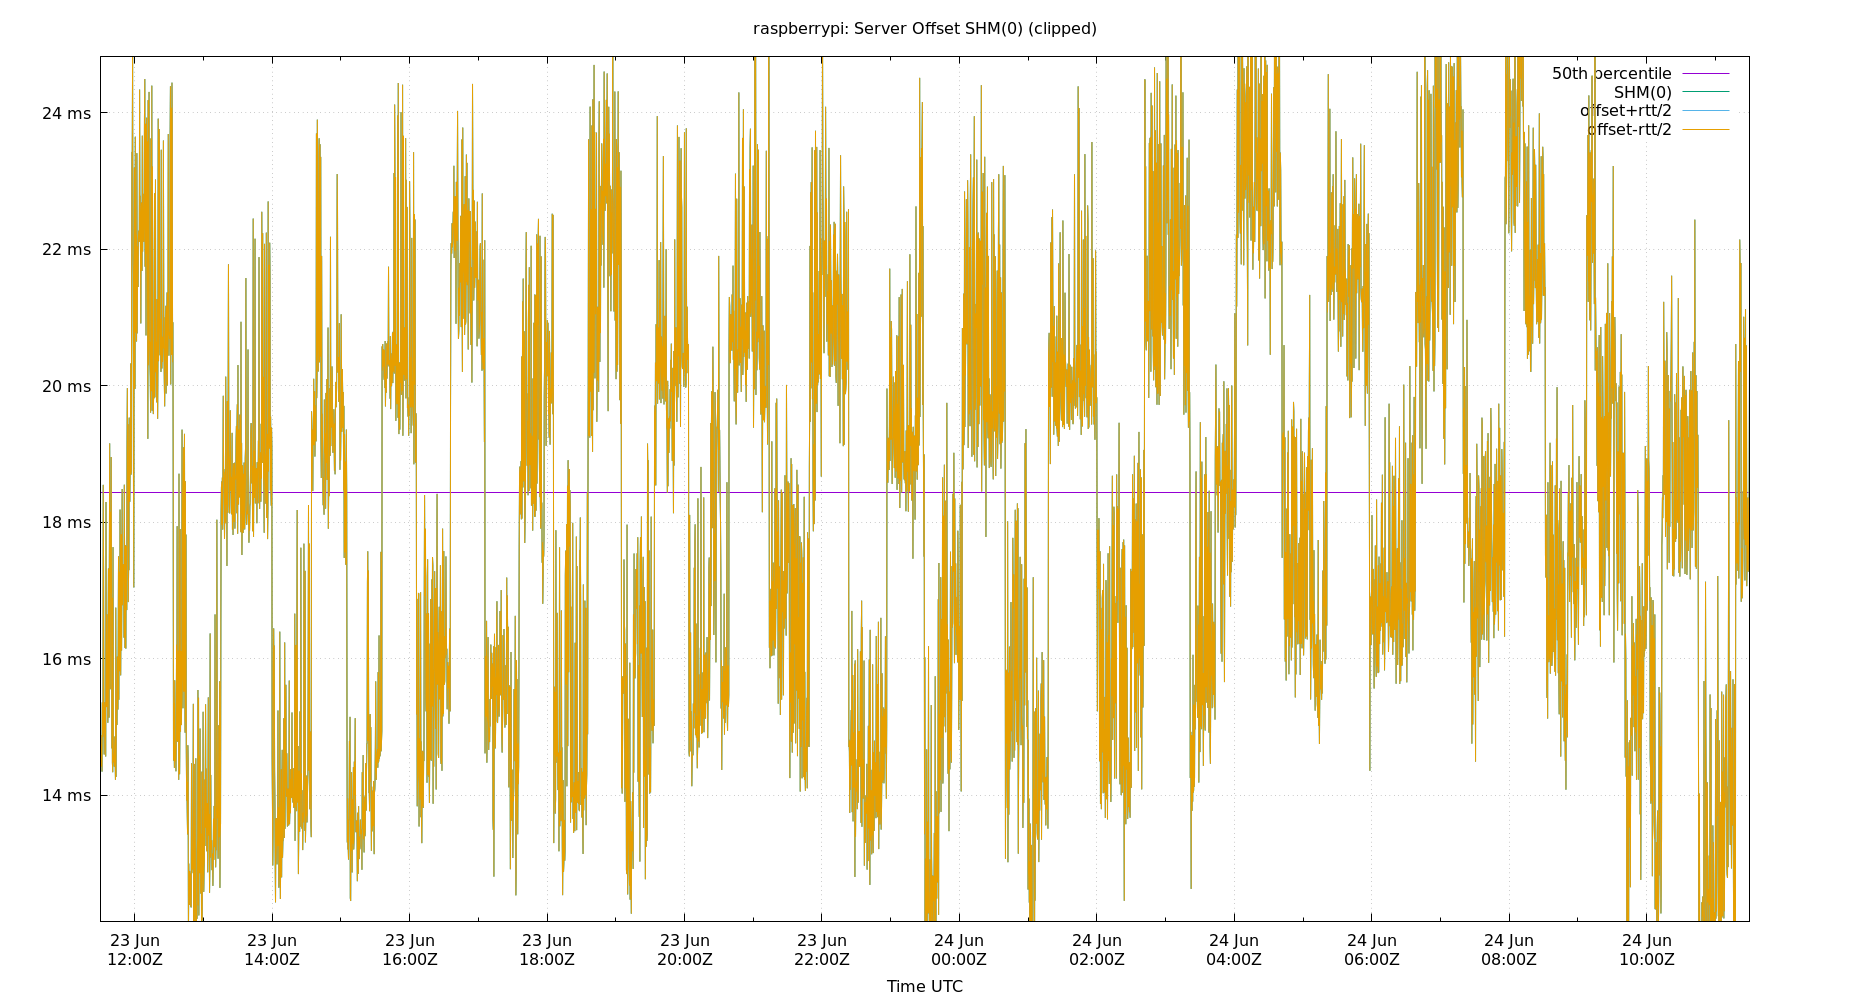 raspberrypi: Server Offset SHM(0) (clipped)
50th percentile
SHM(0)
offset+rtt/2
offset-rtt/2
24 ms
22 ms
20 ms
18 ms
16 ms
14 ms
23 Jun 23 Jun 23 Jun 23 Jun 23 Jun 23 Jun 24 Jun 24 Jun 24 Jun 24 Jun 24 Jun 24 Jun
12:00Z 14:00Z 16:00Z 18:00Z 20:00Z 22:00Z 00:00Z 02:00Z 04:00Z 06:00Z 08:00Z 10:00Z
Time UTC